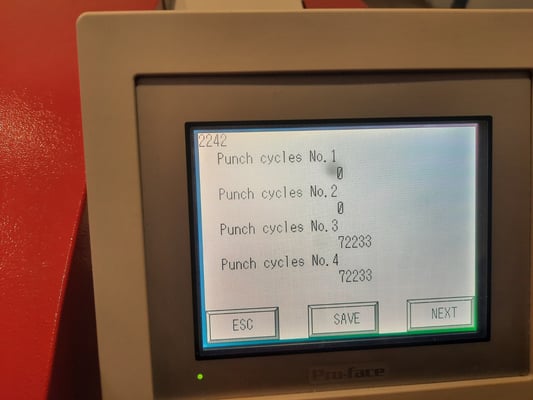 2242
Punch cycles No.1
0
Punch cycles No.2
0
Punch cycles No.3
72233
Punch cycles No.4
72233
ESC SAVE NEXT
Pro-face